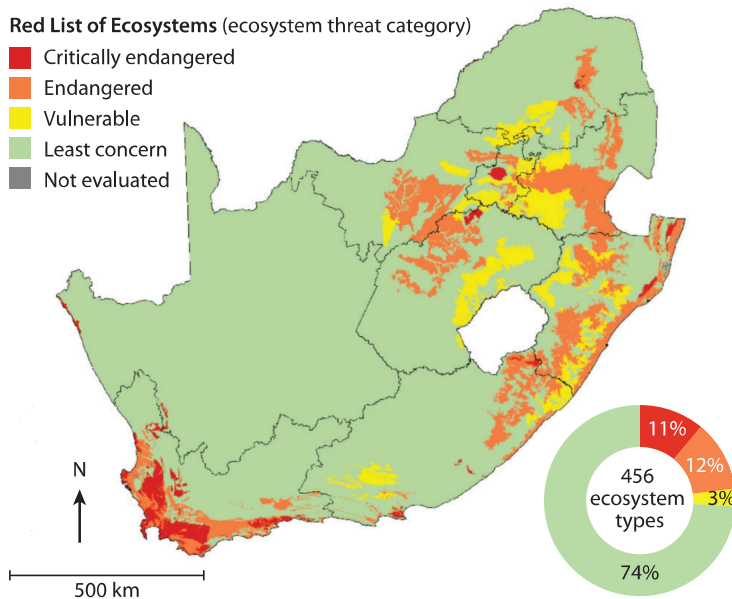 Red List of Ecosystems (ecosystem threat category)
Critically endangered
Endangered
Vulnerable
Least concern
Not evaluated
N
500 km
11%
12%
3%
456
ecosystem
types
74%